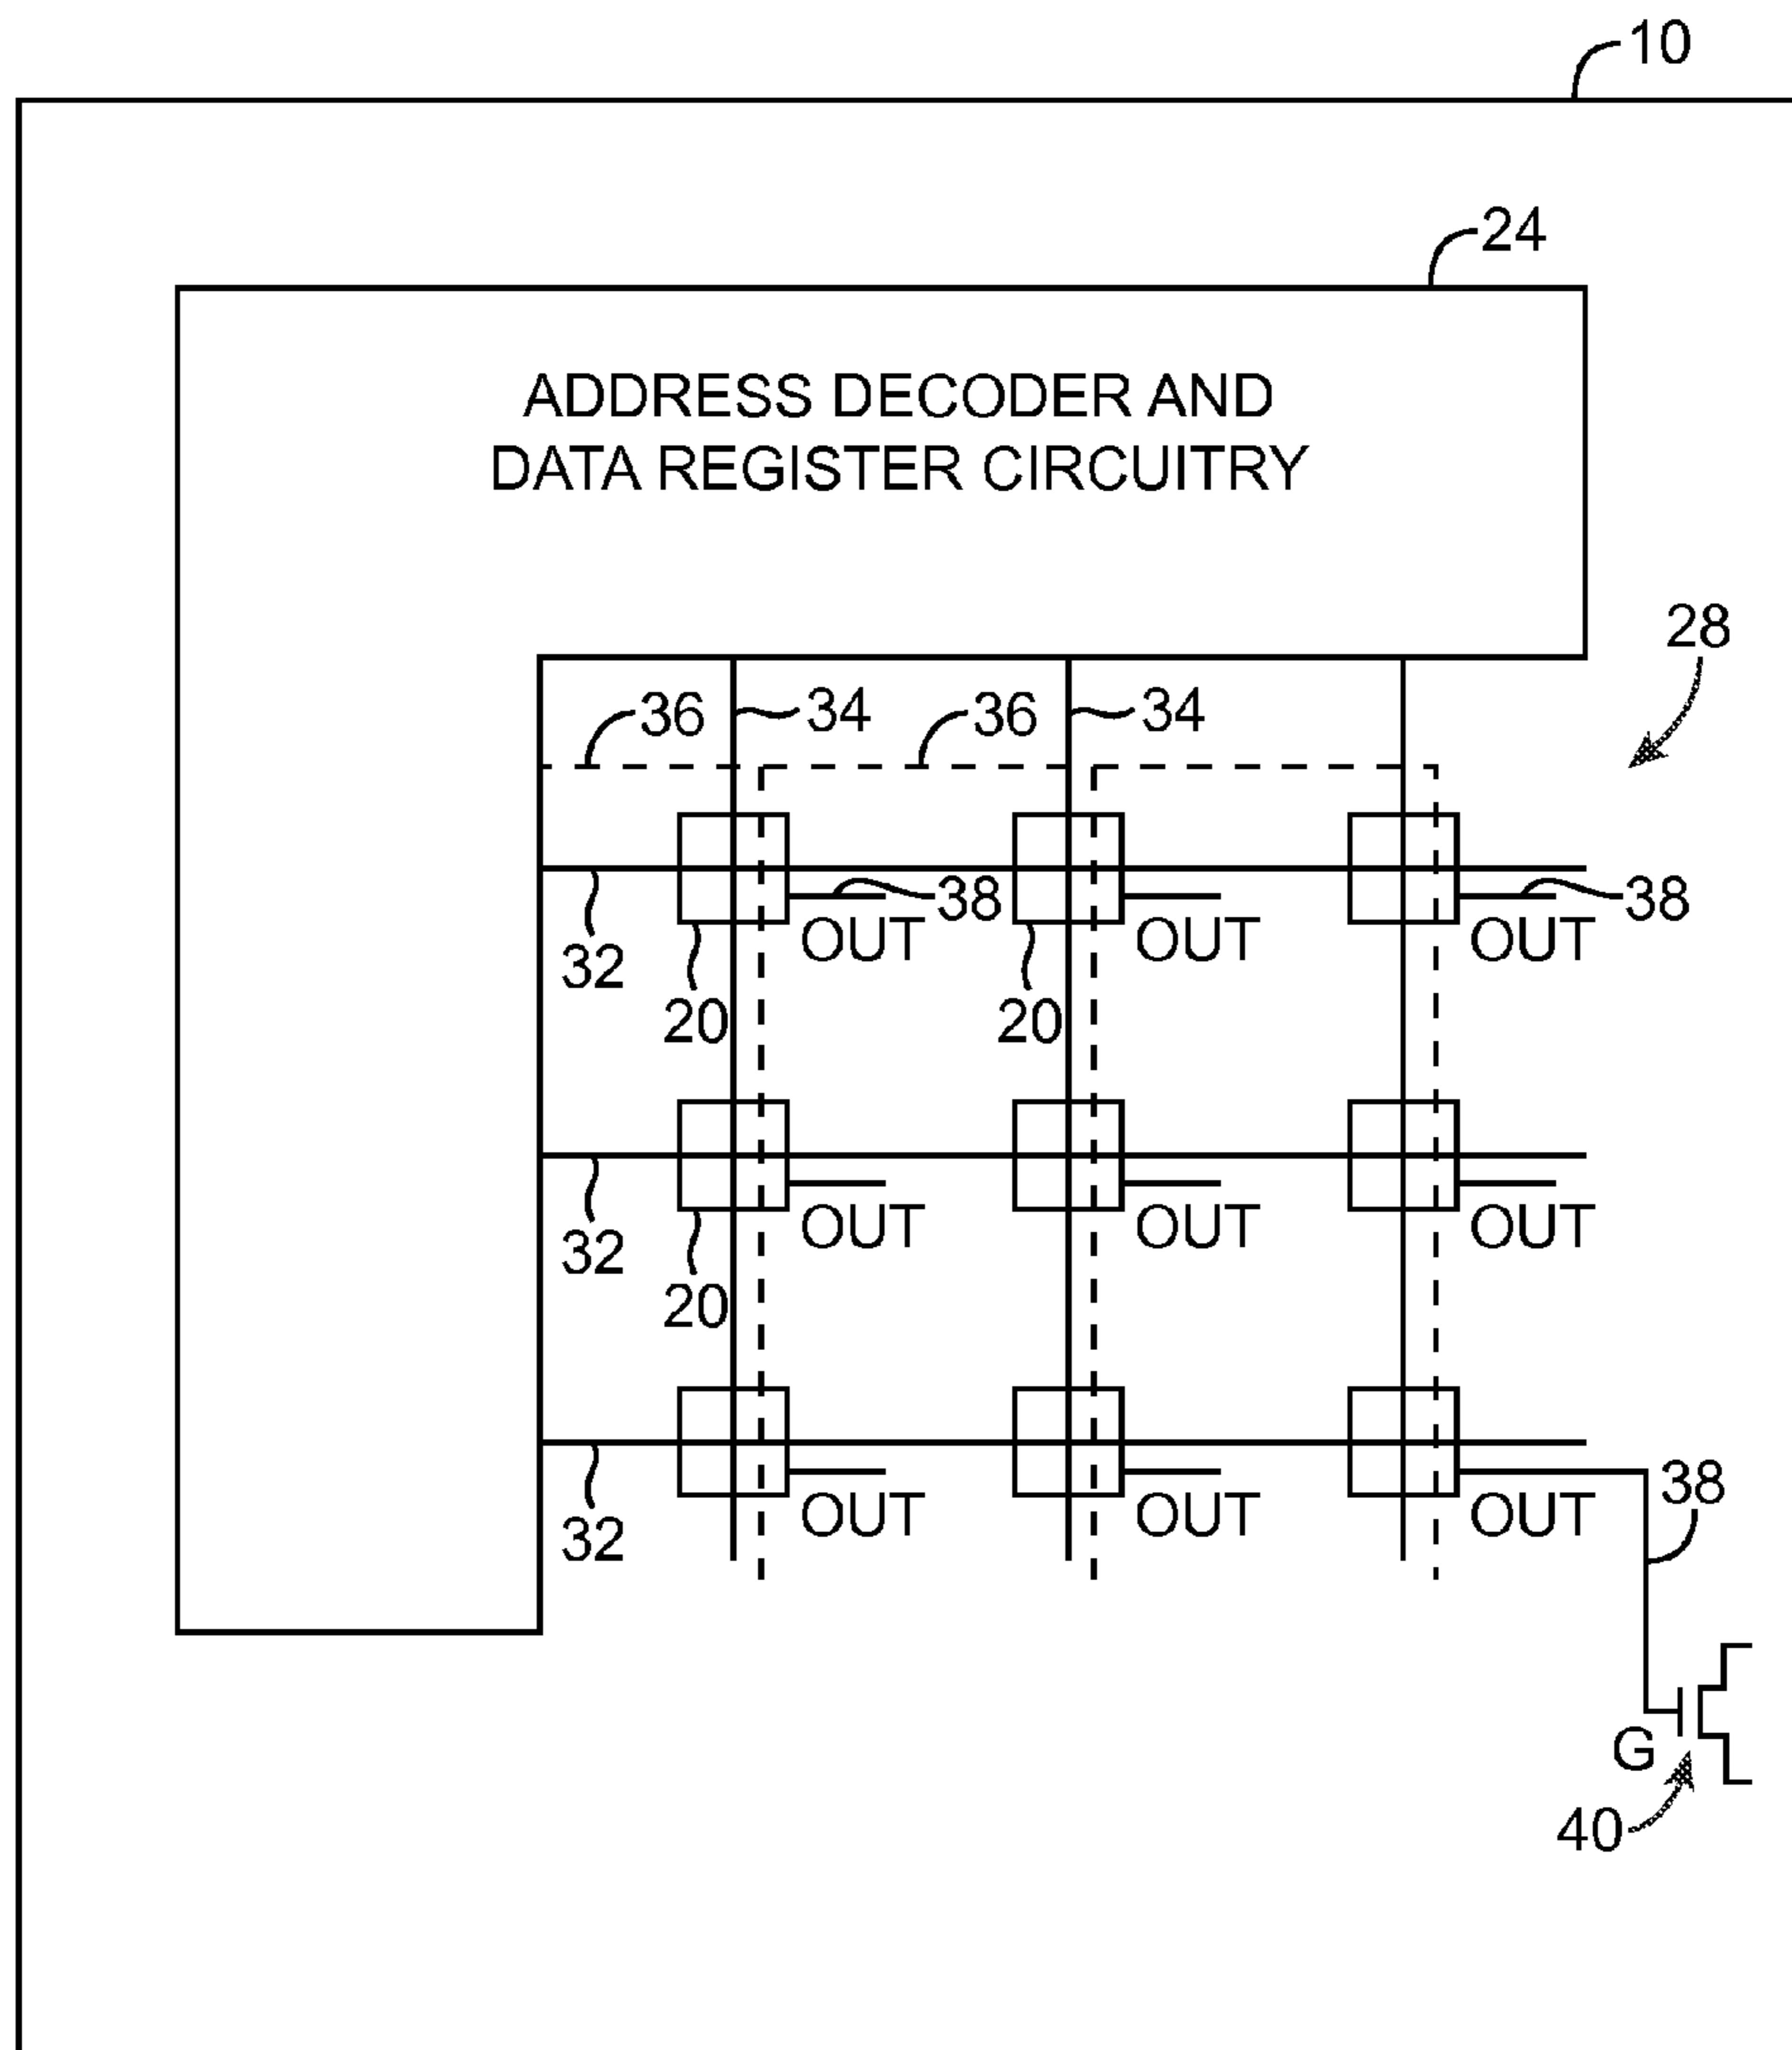 10
24
ADDRESS DECODER AND
DATA REGISTER CIRCUITRY
28
36 34 36 34
38 38
32 OUT OUT OUT
20 20
32 OUT OUT OUT
20
38
32 OUT OUT OUT
G
40